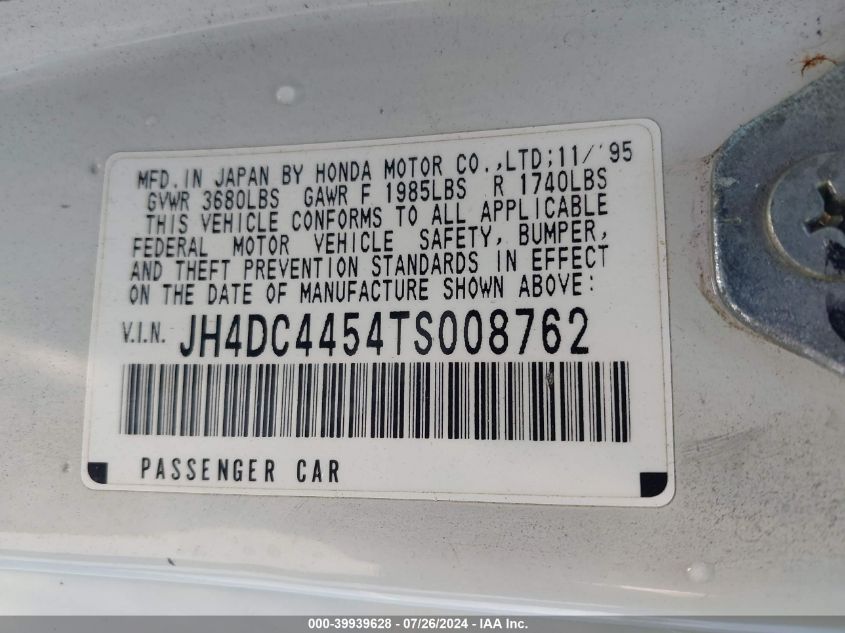 MFD. IN JAPAN BY HONDA MOTOR CO.,LTD; 11/'95
GVWR 3680LBS GAWR F 1985LBS R 1740LBS
THIS VEHICLE CONFORMS TO ALL APPLICABLE
FEDERAL MOTOR VEHICLE SAFETY, BUMPER,
AND THEFT PREVENTION STANDARDS IN EFFECT
ON THE DATE OF MANUFACTURE SHOWN ABOVE:
V.I.N. JH4DC4454TS008762
PASSENGER CAR
000-39939628 - 07/26/2024 - IAA Inc.